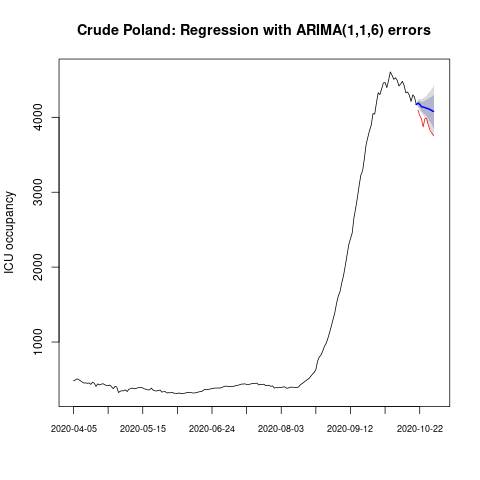 Crude Poland: Regression with ARIMA(1,1,6) errors
ICU occupancy
4000
3000
2000
1000
2020-04-05 2020-05-15 2020-06-24 2020-08-03 2020-09-12 2020-10-22